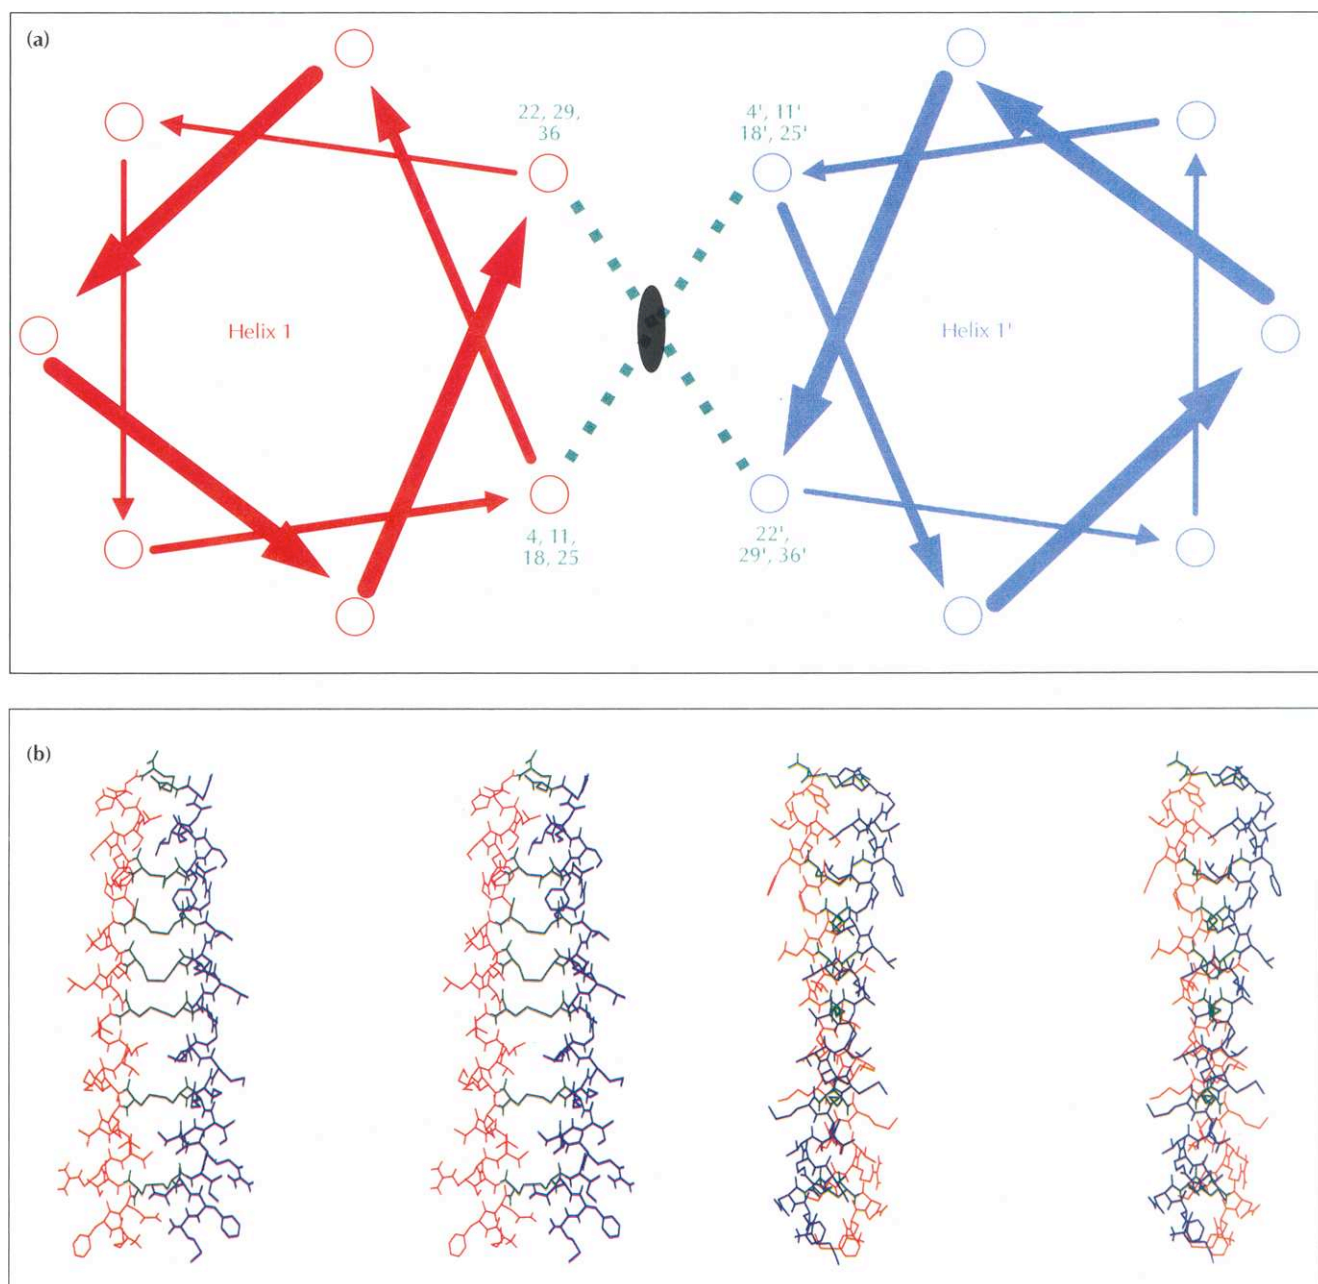 (a)
22, 29,
36
4', 11'
18', 25'
Helix 1
Helix 1'
4, 11,
18, 25
22',
29', 36'
(b)